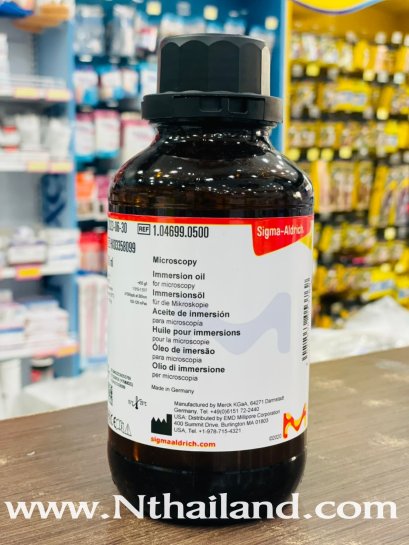 REF 1.04699.0500
Sigma-Aldrich
Microscopy
Immersion oil
for microscopy
Immersionsöl
für die Mikroskopie
Aceite de inmersión
para microscopia
Huile pour immersions
pour la microscopie
Óleo de imersão
para microscopia
Olio di immersione
per microscopia
Made in Germany
Manufactured by Merck KGaA, 64271 Darmstadt
Germany, Tel. +49(0)6151 72-2440
USA: Distributed by EMD Millipore Corporation
400 Summit Drive, Burlington MA 01803
USA, Tel. +1-978-715-4321
sigmaaldrich.com
©2020
www.Nthailand.com